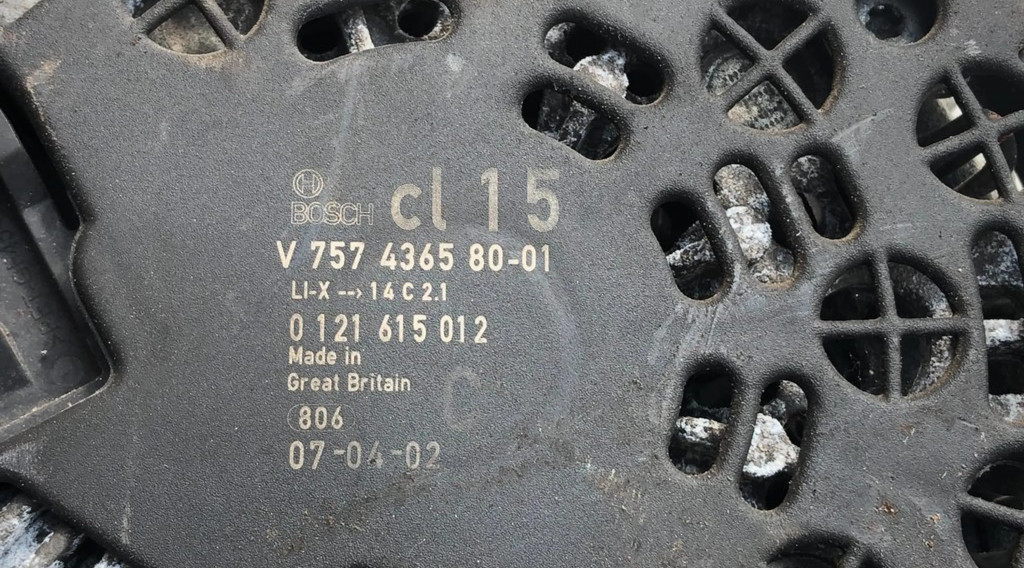 BOSCH cl 15
V 757 4365 80-01
LI-X --> 14 C 2.1
0 121 615 012
Made in
Great Britain
C
806
07-04-02